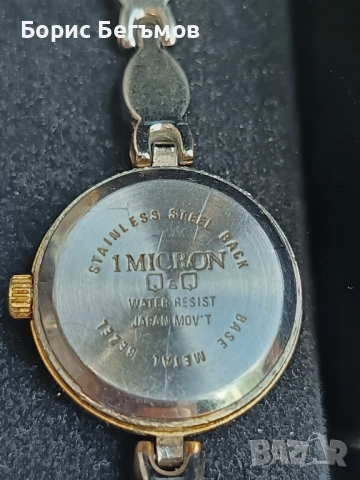 Борис Бегъмов
STAINLESS STEEL BACK
1 MICRON
Q&Q
WATER RESIST
JAPAN MOV'T
BASE METAL BEZEL
BAZAR